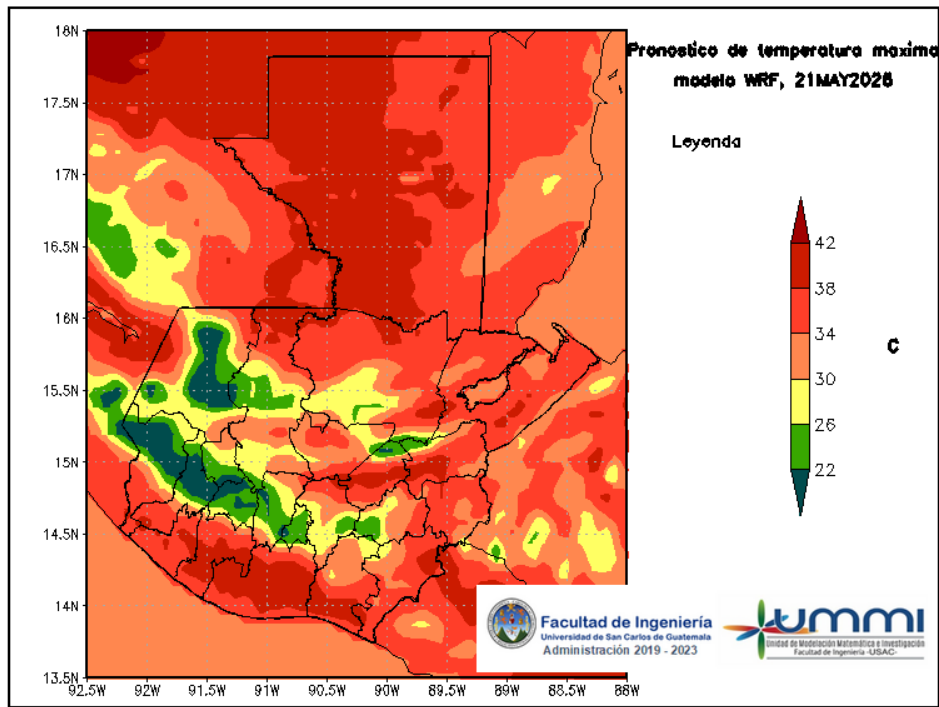 Pronostico de temperatura maxima
modelo WRF, 21MAY2026
Leyenda
42
38
34
30
26
22
C
18N
17.5N
17N
16.5N
16N
15.5N
15N
14.5N
14N
13.5N
92.5W 92W 91.5W 91W 90.5W 90W 89.5W 89W 88.5W 88W
Facultad de Ingeniería
Universidad de San Carlos de Guatemala
Administración 2019 - 2023
ummi
Unidad de Modelación Matemática e Investigación
Facultad de Ingeniería -USAC-